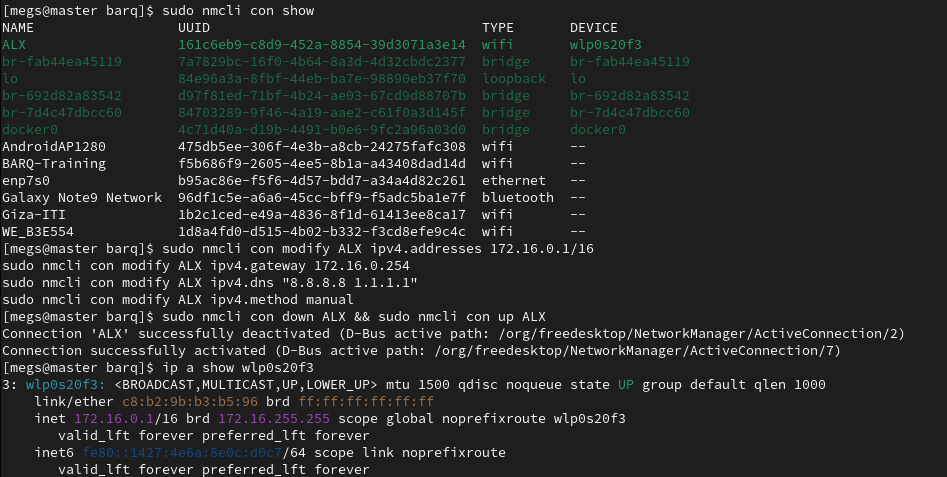 [megs@master barq]$ sudo nmcli con show
NAME UUID TYPE DEVICE
ALX 161c6eb9-c8d9-452a-8854-39d3071a3e14 wifi wlp0s20f3
br-fab44ea45119 7a7829bc-16f0-4b64-8a3d-4d32cbdc2377 bridge br-fab44ea45119
lo 84e96a3a-8fbf-44eb-ba7e-98890eb37f70 loopback lo
br-692d82a83542 d97f81ed-71bf-4b24-ae03-67cd9d88707b bridge br-692d82a83542
br-7d4c47dbcc60 84703289-9f46-4a19-aae2-c61f0a3d145f bridge br-7d4c47dbcc60
docker0 4c71d40a-d19b-4491-b0e6-9fc2a96a03d0 bridge docker0
AndroidAP1280 475db5ee-306f-4e3b-a8cb-24275fafc308 wifi --
BARQ-Training f5b686f9-2605-4ee5-8b1a-a43408dad14d wifi --
enp7s0 b95ac86e-f5f6-4d57-bdd7-a34a4d82c261 ethernet --
Galaxy Note9 Network 96df1c5e-a6a6-45cc-bff9-f5adc5ba1e7f bluetooth --
Giza-ITI 1b2c1ced-e49a-4836-8f1d-61413ee8ca17 wifi --
WE_B3E554 1d8a4fd0-d515-4b02-b332-f3cd8efe9c4c wifi --
[megs@master barq]$ sudo nmcli con modify ALX ipv4.addresses 172.16.0.1/16
sudo nmcli con modify ALX ipv4.gateway 172.16.0.254
sudo nmcli con modify ALX ipv4.dns "8.8.8.8 1.1.1.1"
sudo nmcli con modify ALX ipv4.method manual
[megs@master barq]$ sudo nmcli con down ALX && sudo nmcli con up ALX
Connection 'ALX' successfully deactivated (D-Bus active path: /org/freedesktop/NetworkManager/ActiveConnection/2)
Connection successfully activated (D-Bus active path: /org/freedesktop/NetworkManager/ActiveConnection/7)
[megs@master barq]$ ip a show wlp0s20f3
3: wlp0s20f3: <BROADCAST,MULTICAST,UP,LOWER_UP> mtu 1500 qdisc noqueue state UP group default qlen 1000
link/ether c8:b2:9b:b3:b5:96 brd ff:ff:ff:ff:ff:ff
inet 172.16.0.1/16 brd 172.16.255.255 scope global noprefixroute wlp0s20f3
valid_lft forever preferred_lft forever
inet6 fe80::1427:4e6a:8e0c:d0c7/64 scope link noprefixroute
valid_lft forever preferred_lft forever